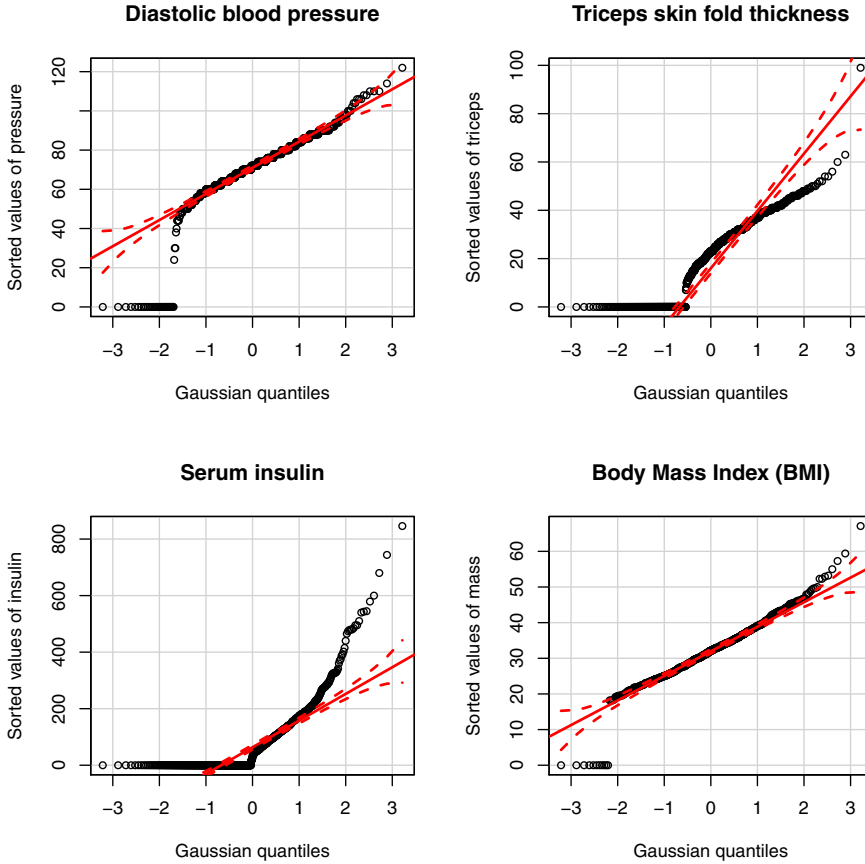 Diastolic blood pressure
Sorted values of pressure
0 20 40 60 80 120
−3 −2 −1 0 1 2 3
Gaussian quantiles
Triceps skin fold thickness
Sorted values of triceps
0 20 40 60 80 100
−3 −2 −1 0 1 2 3
Gaussian quantiles
Serum insulin
Sorted values of insulin
0 200 400 600 800
−3 −2 −1 0 1 2 3
Gaussian quantiles
Body Mass Index (BMI)
Sorted values of mass
0 10 20 30 40 50 60
−3 −2 −1 0 1 2 3
Gaussian quantiles